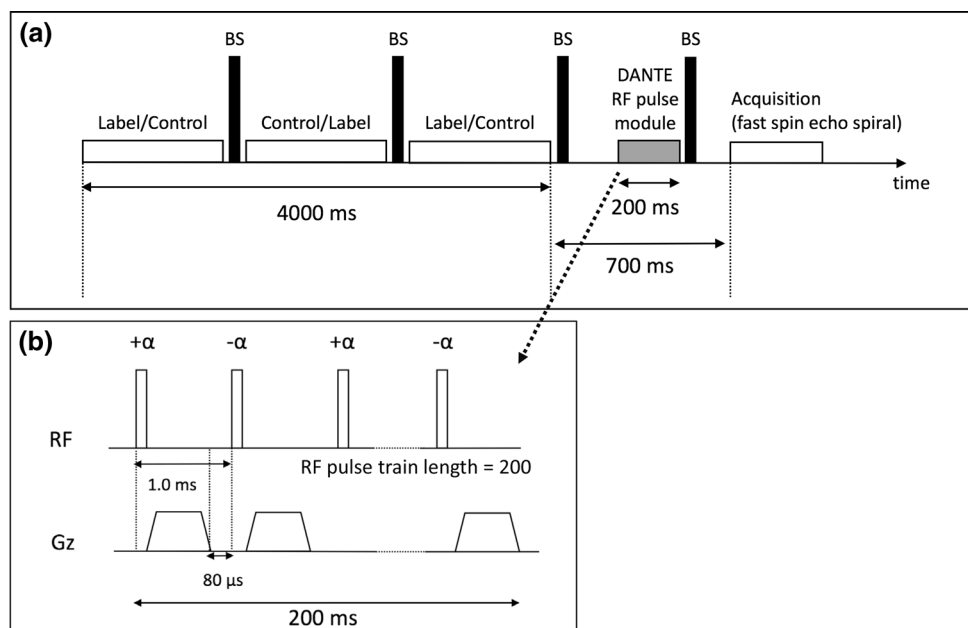 (a)
BS
BS
BS
BS
DANTE
RF pulse
module
Acquisition
(fast spin echo spiral)
Label/Control
Control/Label
Label/Control
time
4000 ms
200 ms
700 ms
(b)
+α
-α
+α
-α
RF
RF pulse train length = 200
1.0 ms
Gz
80 μs
200 ms